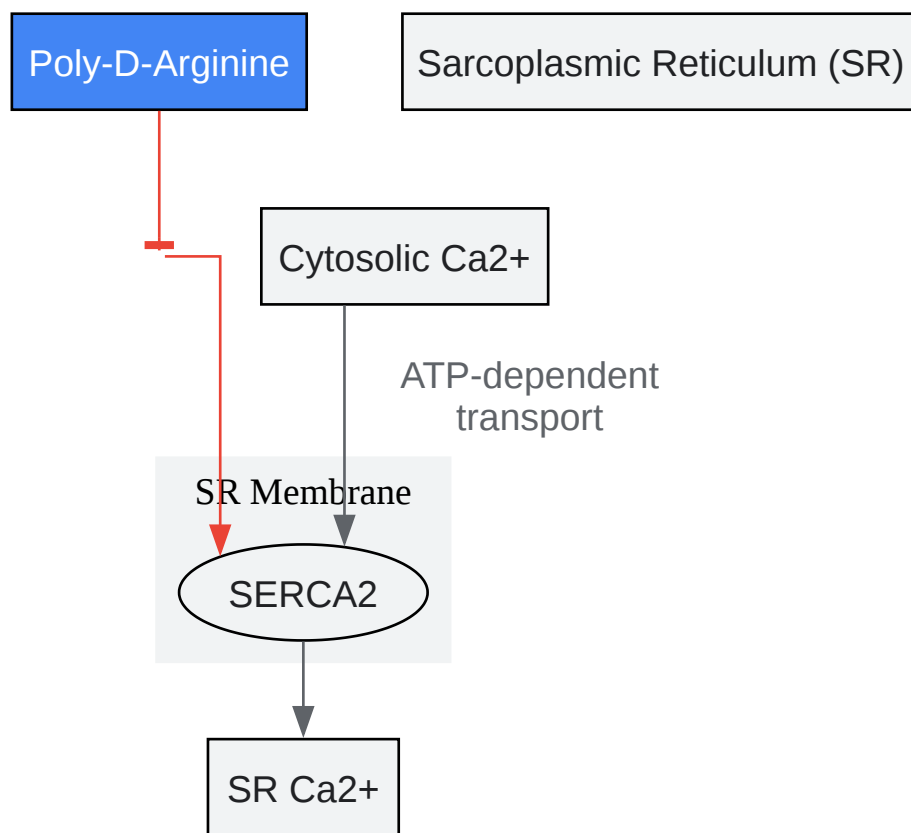 Poly-D-Arginine
Sarcoplasmic Reticulum (SR)
Cytosolic Ca2+
ATP-dependent
transport
SR Membrane
SERCA2
SR Ca2+